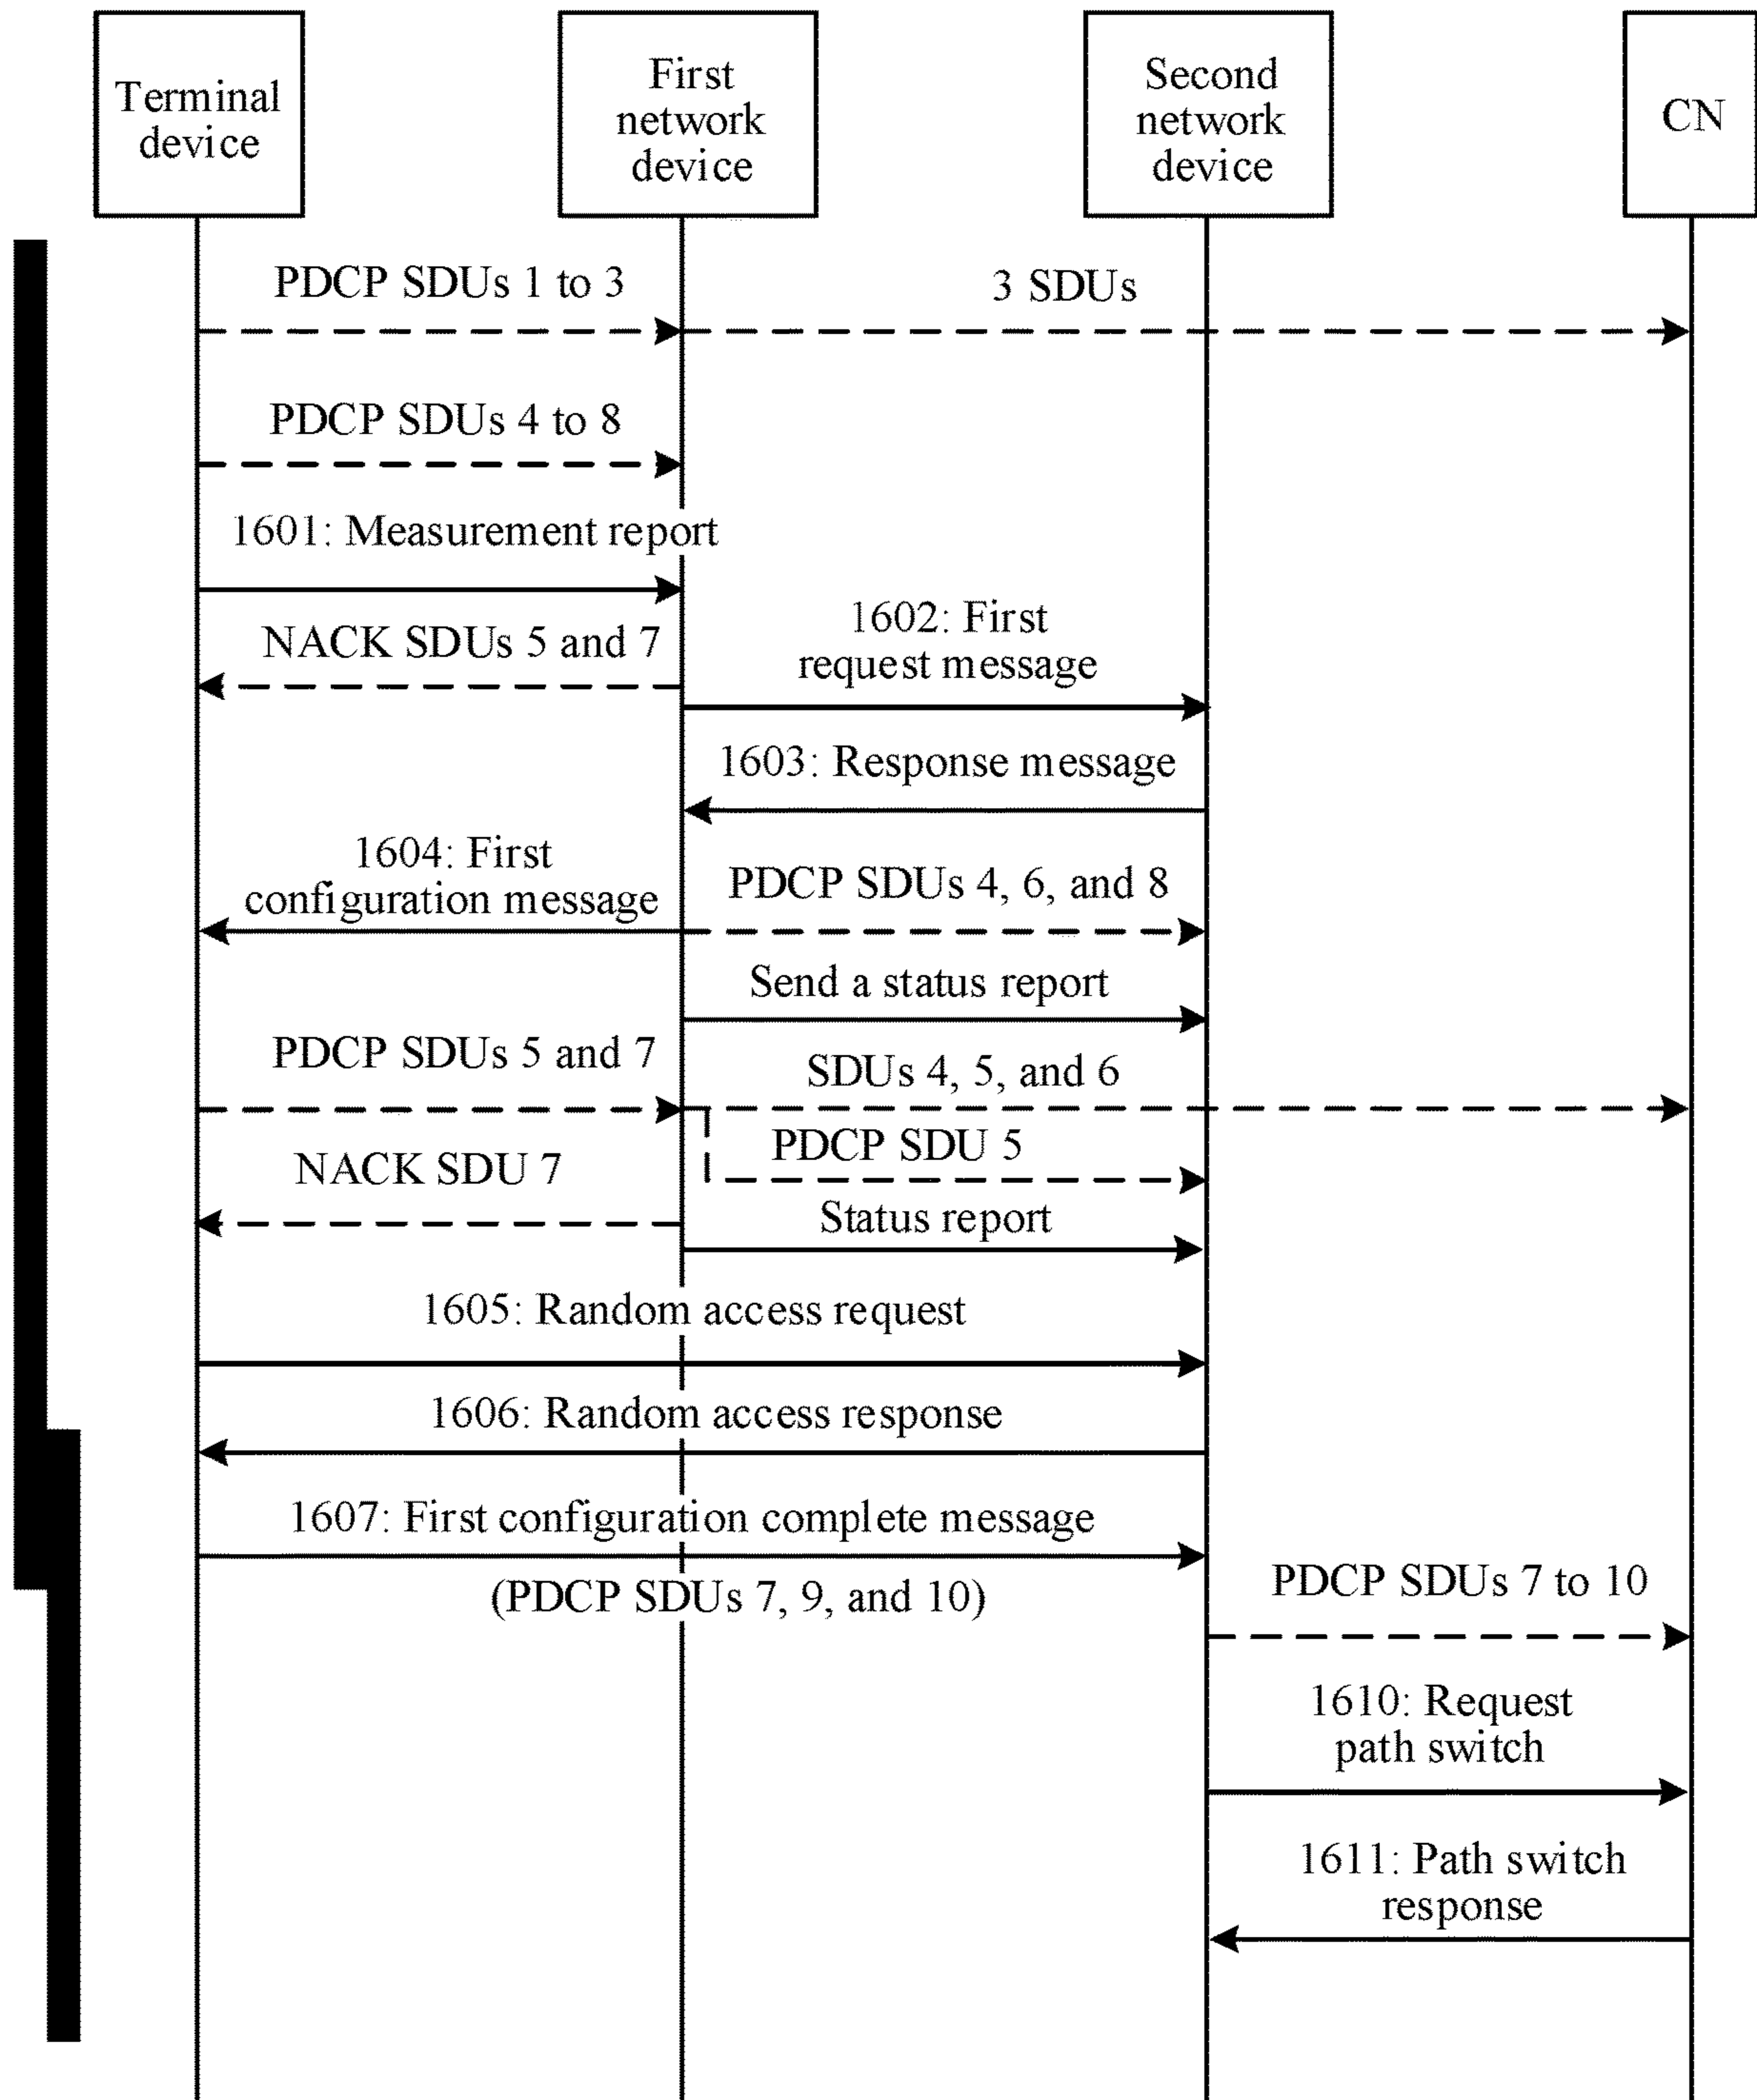 Terminal
device
First
network
device
Second
network
device
CN
PDCP SDUs 1 to 3
3 SDUs
PDCP SDUs 4 to 8
1601: Measurement report
NACK SDUs 5 and 7
1602: First
request message
1603: Response message
1604: First
configuration message
PDCP SDUs 4, 6, and 8
Send a status report
PDCP SDUs 5 and 7
SDUs 4, 5, and 6
PDCP SDU 5
NACK SDU 7
Status report
1605: Random access request
1606: Random access response
1607: First configuration complete message
(PDCP SDUs 7, 9, and 10)
PDCP SDUs 7 to 10
1610: Request
path switch
1611: Path switch
response